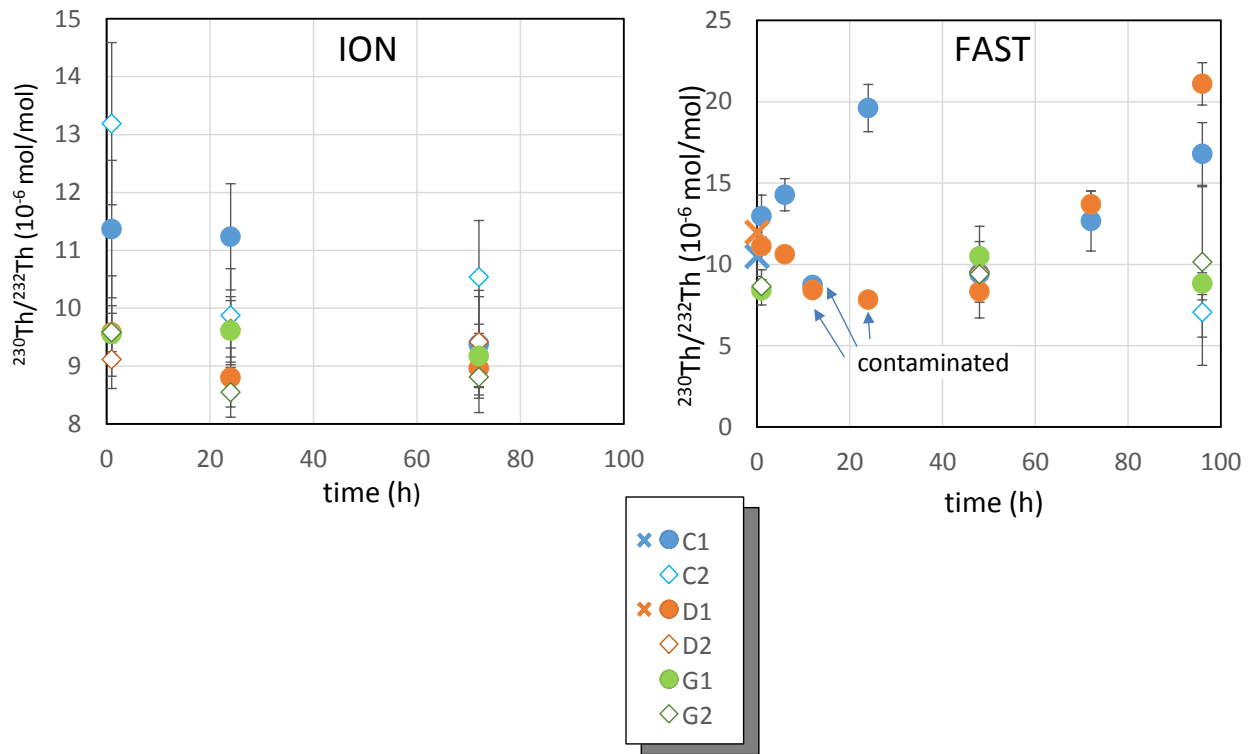 ION
²³⁰Th/²³²Th (10⁻⁶ mol/mol)
15
14
13
12
11
10
9
8
0
20
40
60
80
100
time (h)
FAST
²³⁰Th/²³²Th (10⁻⁶ mol/mol)
25
20
15
10
5
0
contaminated
0
20
40
60
80
100
time (h)
C1
C2
D1
D2
G1
G2